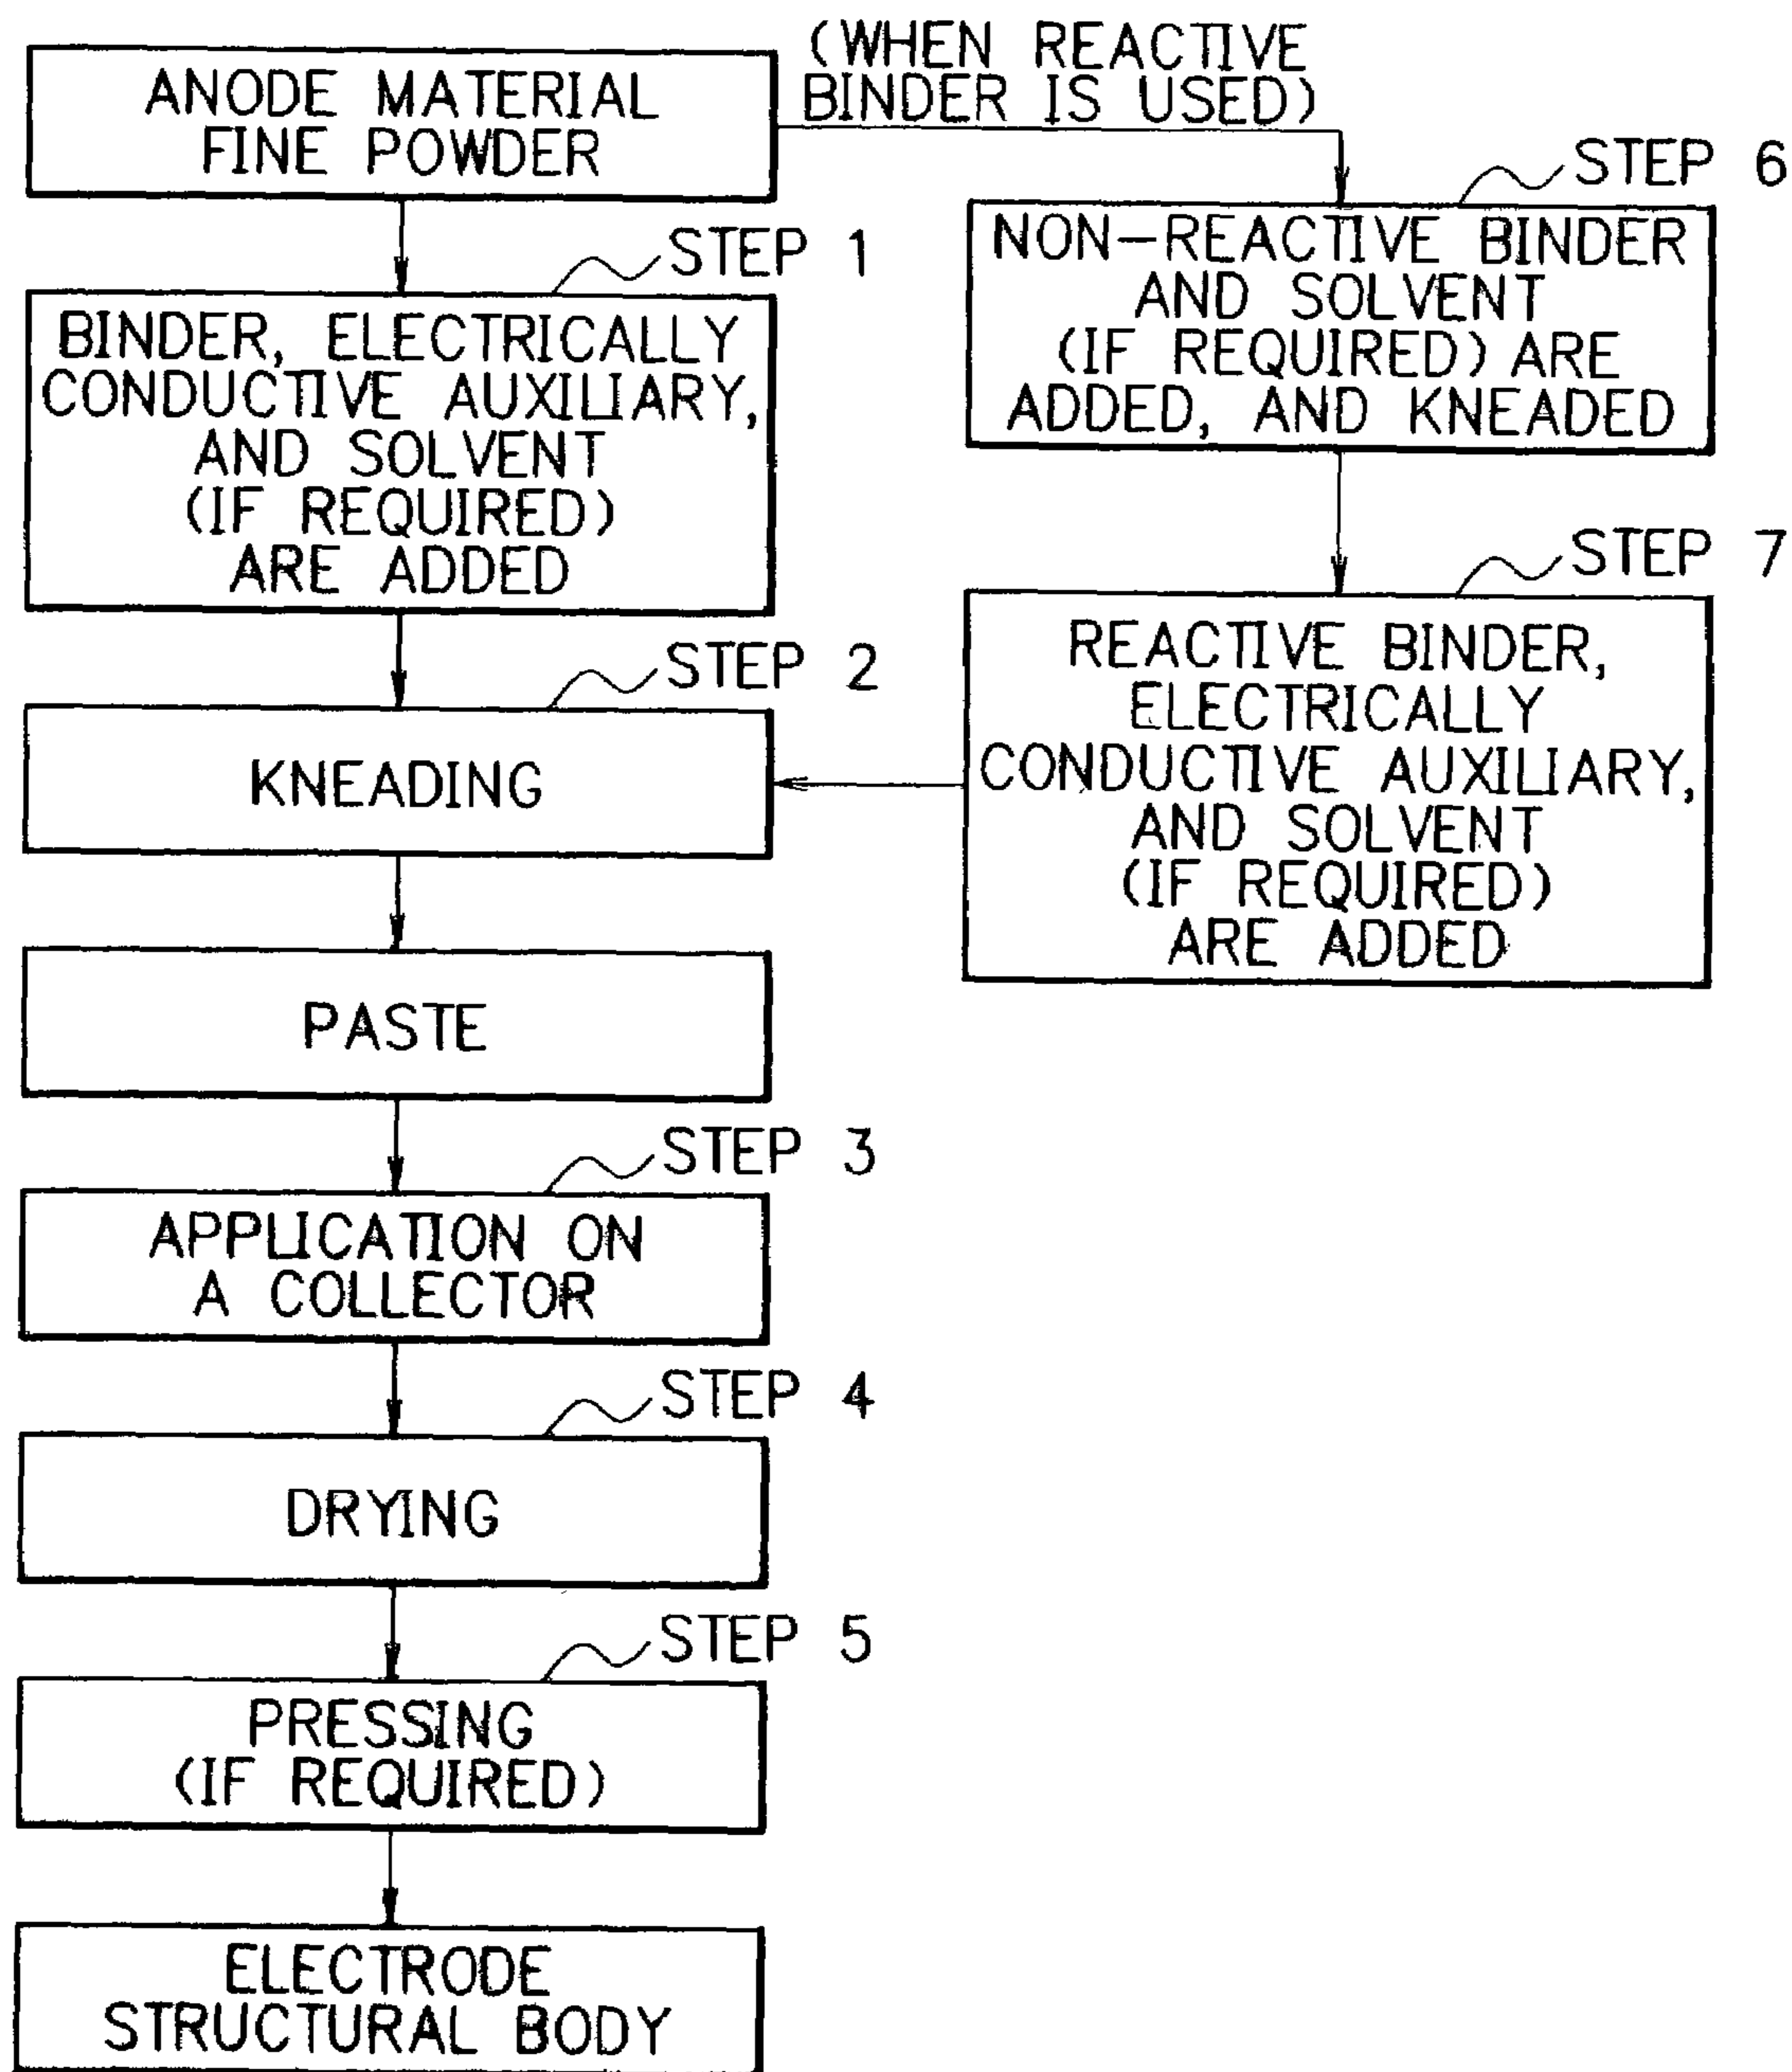 ANODE MATERIAL
FINE POWDER
(WHEN REACTIVE
BINDER IS USED)
STEP 1
BINDER, ELECTRICALLY
CONDUCTIVE AUXILIARY,
AND SOLVENT
(IF REQUIRED)
ARE ADDED
STEP 6
NON-REACTIVE BINDER
AND SOLVENT
(IF REQUIRED) ARE
ADDED, AND KNEADED
STEP 7
REACTIVE BINDER,
ELECTRICALLY
CONDUCTIVE AUXILIARY,
AND SOLVENT
(IF REQUIRED)
ARE ADDED
STEP 2
KNEADING
PASTE
STEP 3
APPLICATION ON
A COLLECTOR
STEP 4
DRYING
STEP 5
PRESSING
(IF REQUIRED)
ELECTRODE
STRUCTURAL BODY